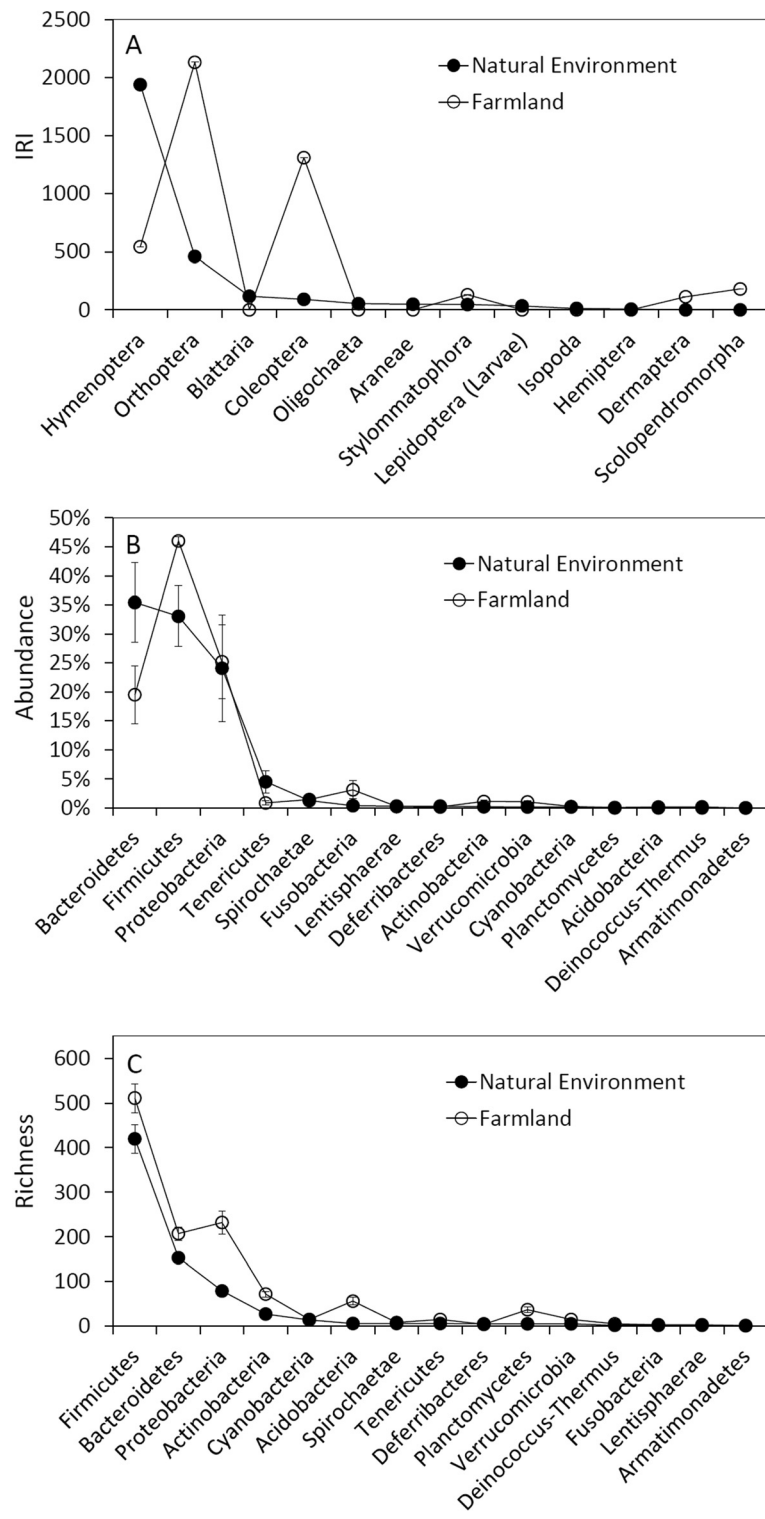 A
2500
2000
1500
1000
500
0
IRI
Natural Environment
Farmland
Hymenoptera
Orthoptera
Blattaria
Coleoptera
Oligochaeta
Araneae
Stylommatophora
Lepidoptera (Larvae)
Isopoda
Hemiptera
Dermaptera
Scolopendromorpha
B
50%
45%
40%
35%
30%
25%
20%
15%
10%
5%
0%
Abundance
Natural Environment
Farmland
Bacteroidetes
Firmicutes
Proteobacteria
Tenericutes
Spirochaetae
Fusobacteria
Lentisphaerae
Deferribacteres
Actinobacteria
Verrucomicrobia
Cyanobacteria
Planctomycetes
Acidobacteria
Deinococcus-Thermus
Armatimonadetes
C
600
500
400
300
200
100
0
Richness
Natural Environment
Farmland
Firmicutes
Bacteroidetes
Proteobacteria
Actinobacteria
Cyanobacteria
Acidobacteria
Spirochaetae
Tenericutes
Deferribacteres
Planctomycetes
Verrucomicrobia
Deinococcus-Thermus
Fusobacteria
Lentisphaerae
Armatimonadetes